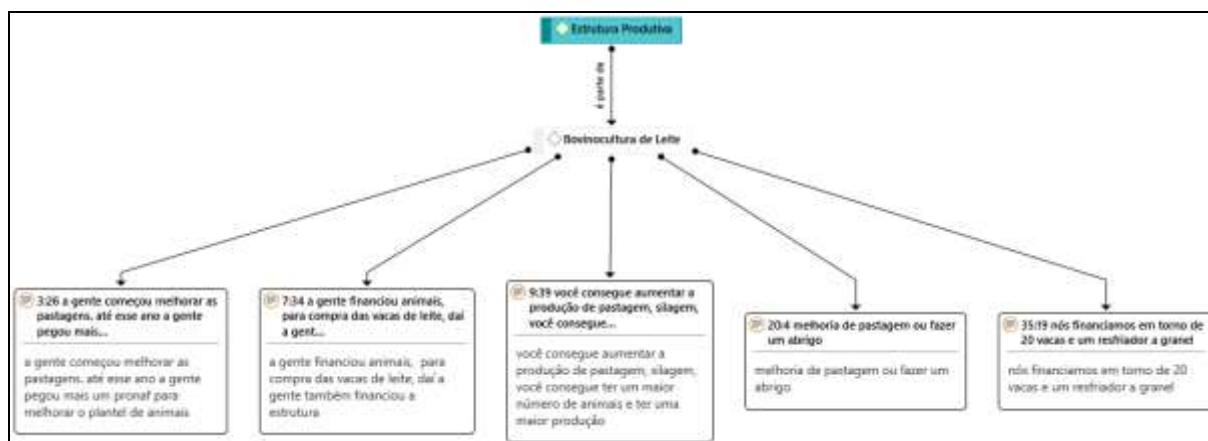 Estrutura Produtiva
é parte de
Bovinocultura de Leite
3:26 a gente começou melhorar as
pastagens. até esse ano a gente
pegou mais...
a gente começou melhorar as
pastagens. até esse ano a gente
pegou mais um pronaf para
melhorar o plantel de animais
7:34 a gente financiou animais,
para compra das vacas de leite, daí
a gent...
a gente financiou animais, para
compra das vacas de leite, daí a
gente também financiou a
estrutura
9:39 você consegue aumentar a
produção de pastagem, silagem,
você consegue...
você consegue aumentar a
produção de pastagem, silagem,
você consegue ter um maior
número de animais e ter uma
maior produção
20:4 melhoria de pastagem ou fazer
um abrigo
melhoria de pastagem ou fazer um
abrigo
35:19 nós financiamos em torno de
20 vacas e um resfriador a granel
nós financiamos em torno de 20
vacas e um resfriador a granel